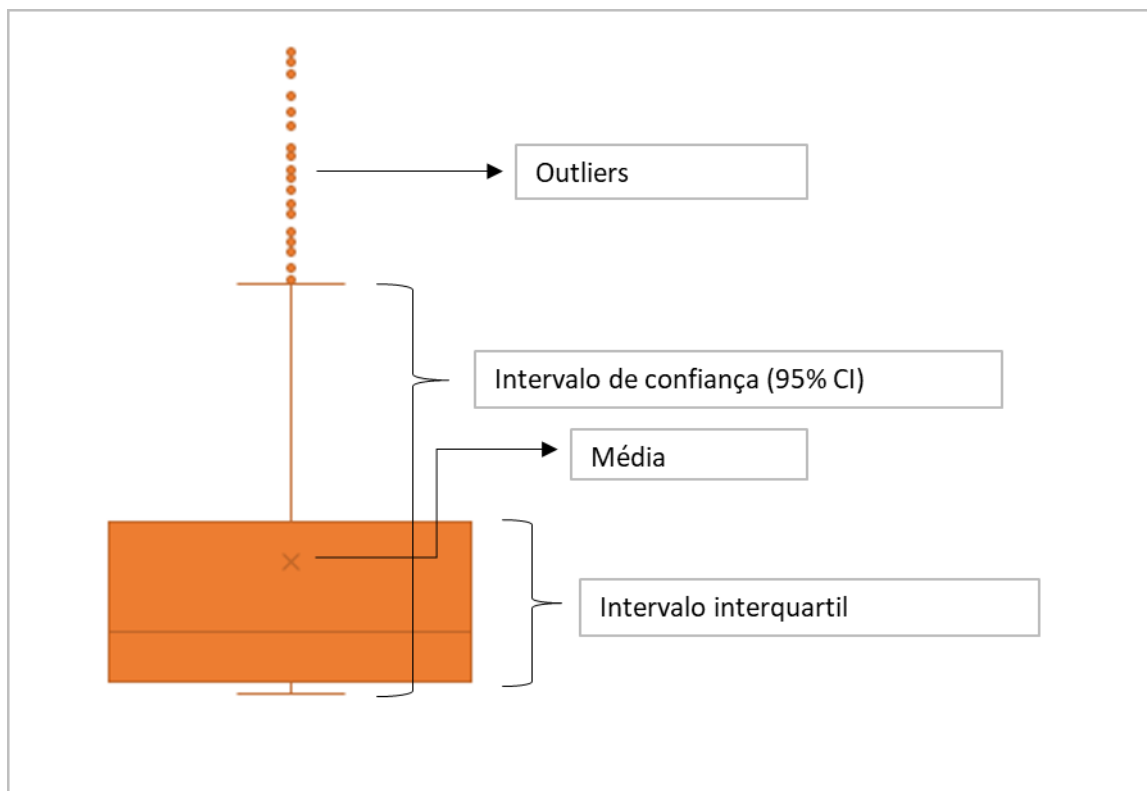 Outliers
Intervalo de confiança (95% CI)
Média
Intervalo interquartil